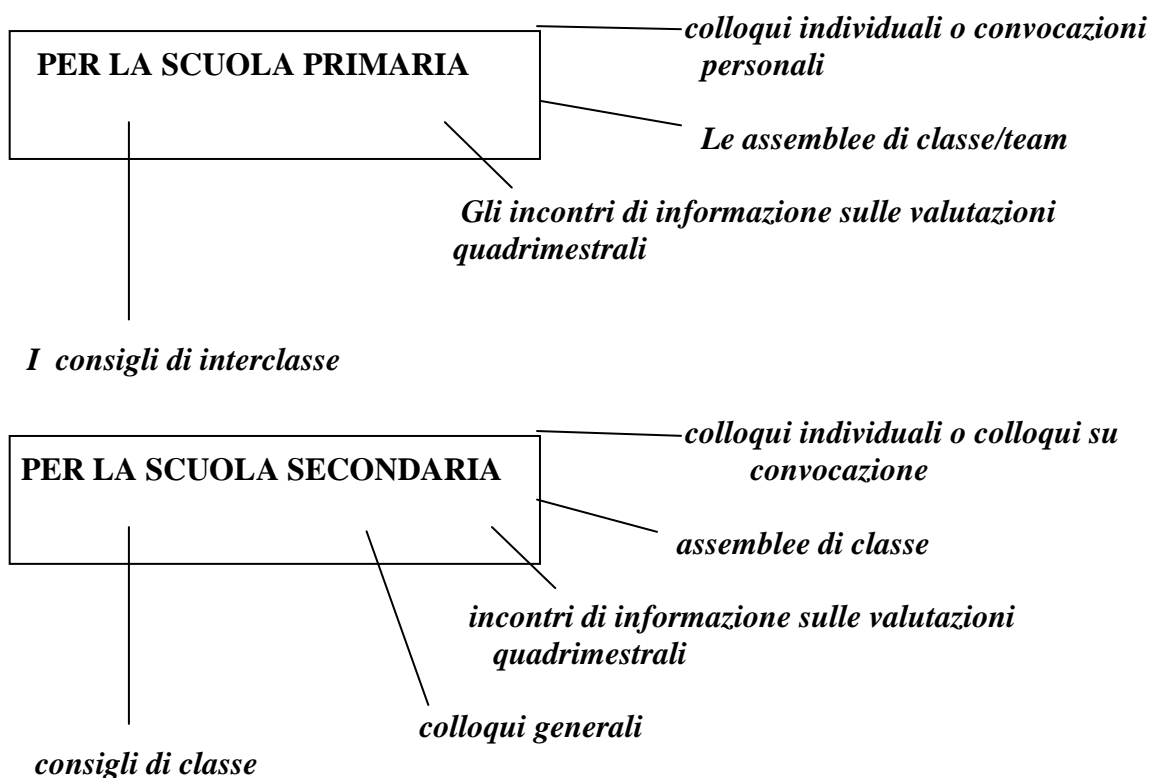 colloqui individuali o convocazioni
personali
PER LA SCUOLA PRIMARIA
Le assemblee di classe/team
Gli incontri di informazione sulle valutazioni
quadrimestrali
I consigli di interclasse
colloqui individuali o colloqui su
convocazione
PER LA SCUOLA SECONDARIA
assemblee di classe
incontri di informazione sulle valutazioni
quadrimestrali
colloqui generali
consigli di classe